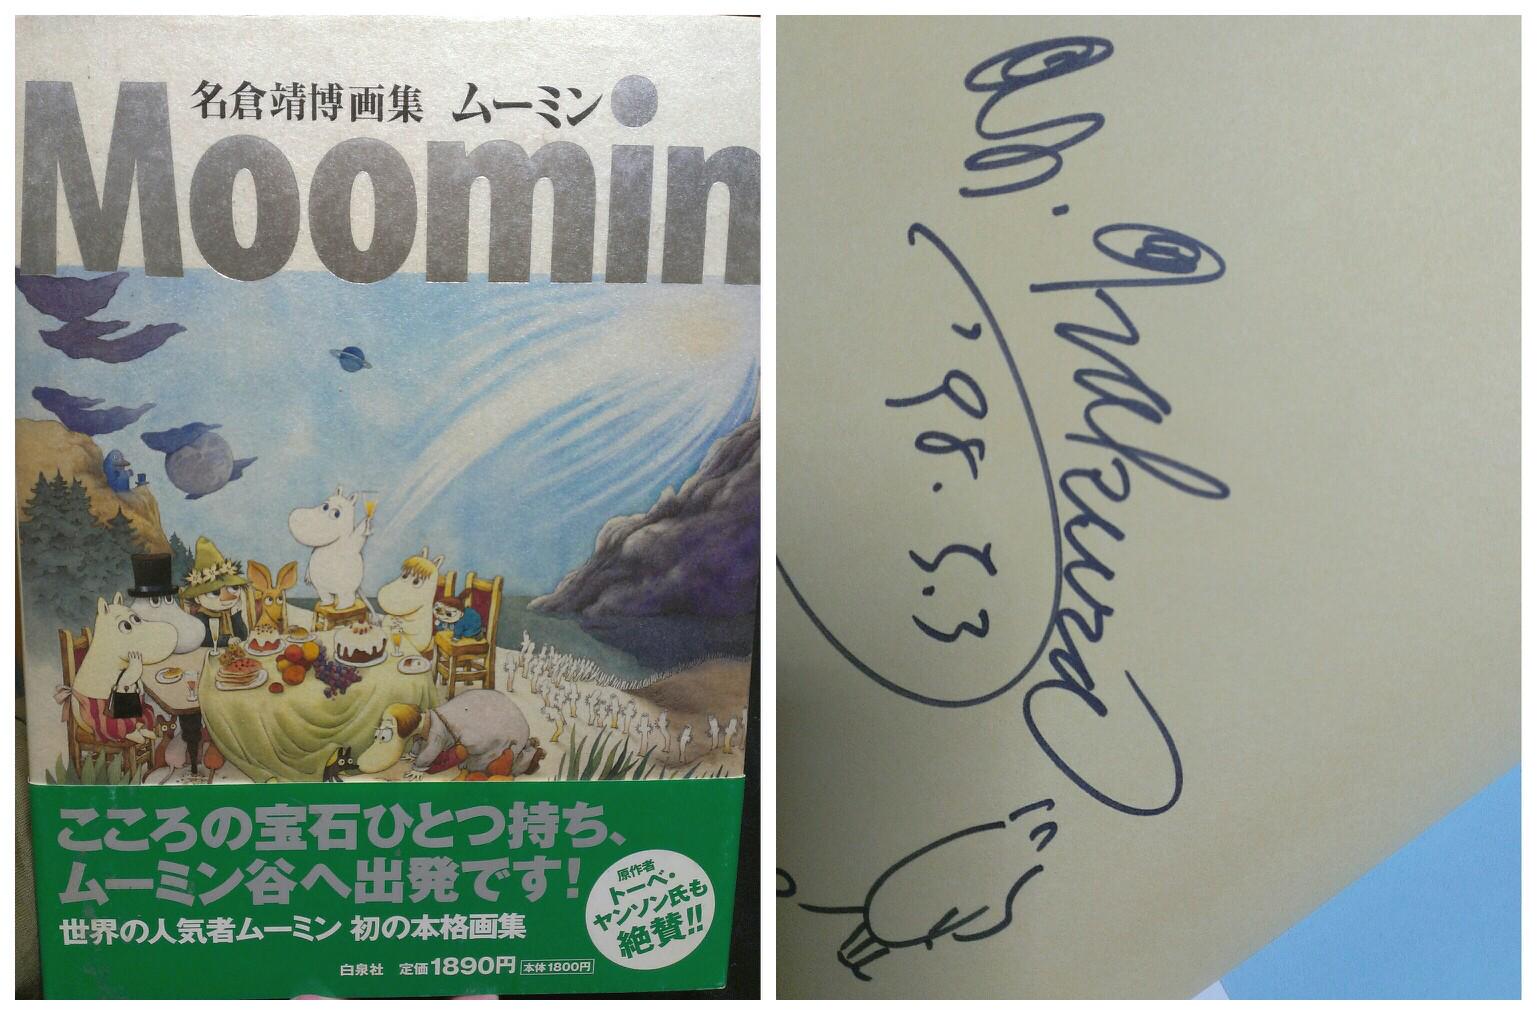 名倉靖博画集 ムーミン
Moomin
こころの宝石ひとつ持ち、
ムーミン谷へ出発です!
世界の人気者ムーミン 初の本格画集
原作者
トーベ・
ヤンソン氏も
絶賛!!
白泉社 定価1890円 本体1800円
'98.5.3